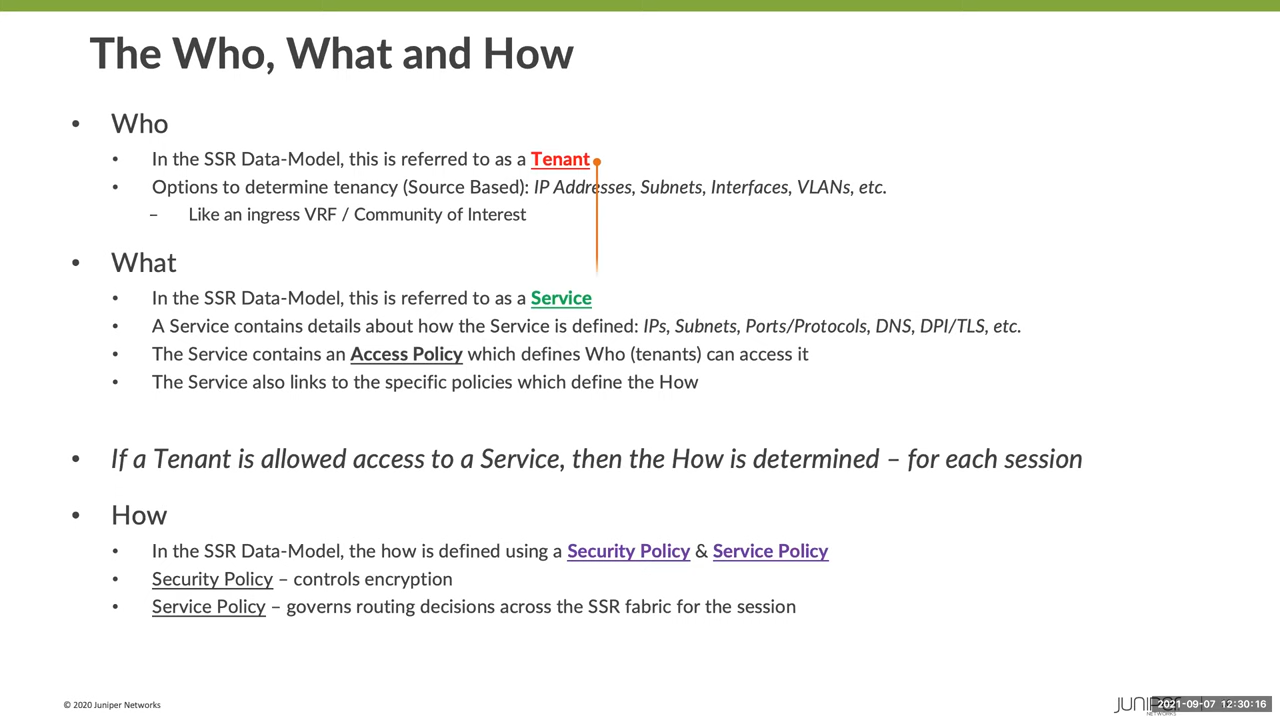 The Who, What and How
• Who
• In the SSR Data-Model, this is referred to as a Tenant
• Options to determine tenancy (Source Based): IP Addresses, Subnets, Interfaces, VLANs, etc.
– Like an ingress VRF / Community of Interest
• What
• In the SSR Data-Model, this is referred to as a Service
• A Service contains details about how the Service is defined: IPs, Subnets, Ports/Protocols, DNS, DPI/TLS, etc.
• The Service contains an Access Policy which defines Who (tenants) can access it
• The Service also links to the specific policies which define the How
• If a Tenant is allowed access to a Service, then the How is determined – for each session
• How
• In the SSR Data-Model, the how is defined using a Security Policy & Service Policy
• Security Policy – controls encryption
• Service Policy – governs routing decisions across the SSR fabric for the session
© 2020 Juniper Networks
JUNIPER
NETWORKS
2021-09-07 12:30:16